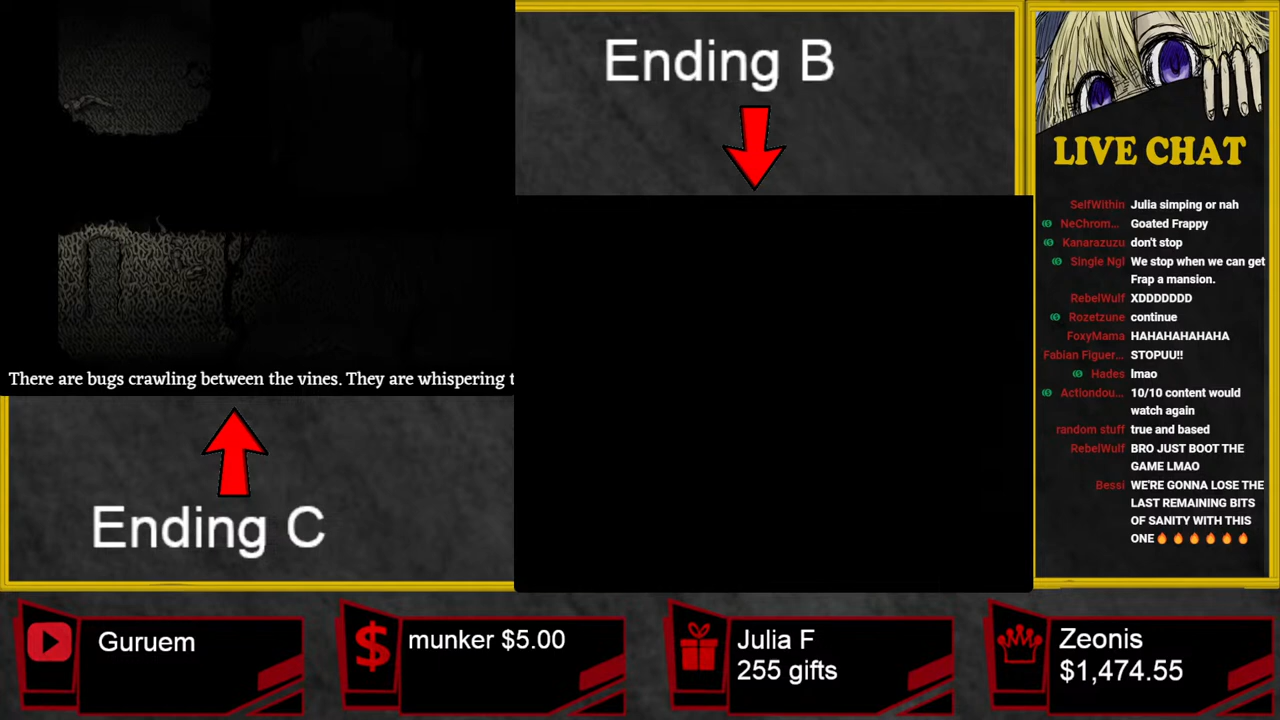 Ending B
There are bugs crawling between the vines. They are whispering t
Ending C
LIVE CHAT
SelfWithin Julia simping or nah
NeChrom... Goated Frappy
Kanarazuzu don't stop
Single Ngl We stop when we can get
Frap a mansion.
RebelWulf XDDDDDDD
Rozetzune continue
FoxyMama HAHAHAHAHAHA
Fabian Figuer... STOPUU!!
Hades lmao
Actiondou... 10/10 content would
watch again
random stuff true and based
RebelWulf BRO JUST BOOT THE
GAME LMAO
Bessi WE'RE GONNA LOSE THE
LAST REMAINING BITS
OF SANITY WITH THIS
ONE🔥🔥🔥🔥🔥🔥
Guruem
$
munker $5.00
Julia F
255 gifts
Zeonis
$1,474.55